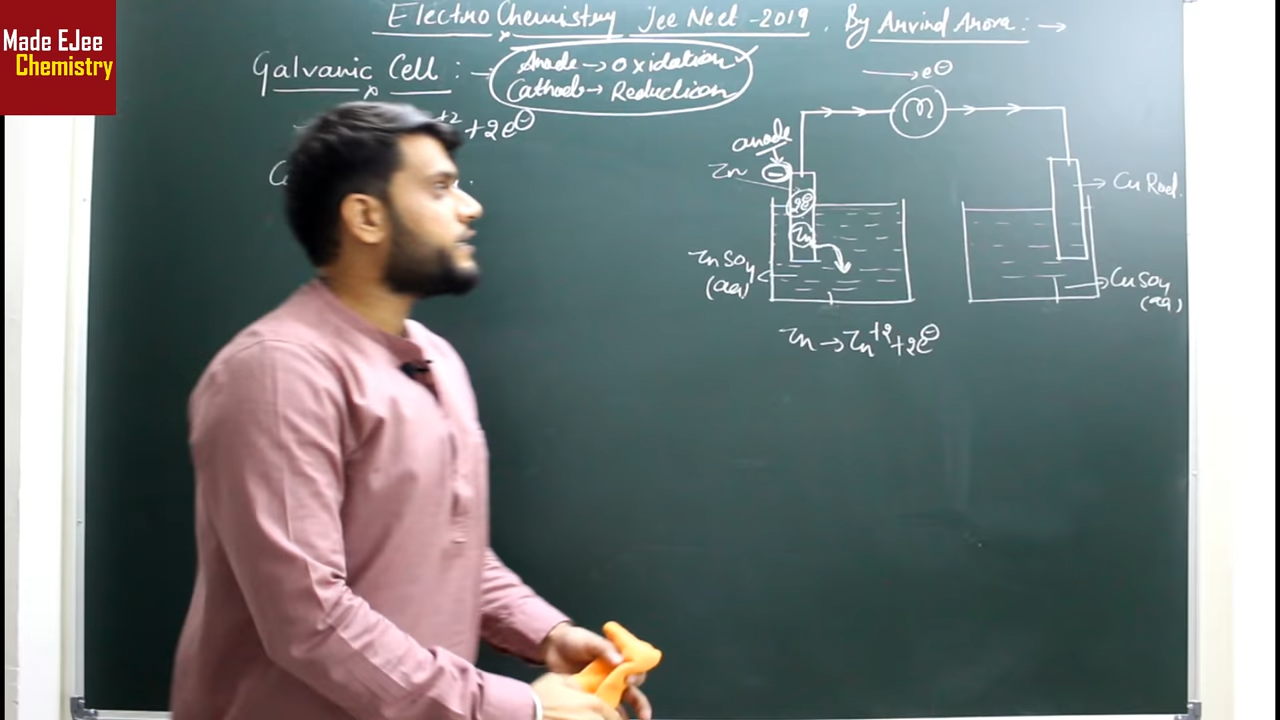 Made EJee
Chemistry
Electro Chemistry Jee Neet -2019 . By Arvind Arora : →
Galvanic Cell : → Anode → Oxidation
Cathode → Reduction
+2 +2e⊖
→ e⊖
M
anode
Zn
⊖
2e
Zn
ZnSO4
(aq)
Cu Rod.
CuSO4
(aq)
Zn → Zn+2 +2e⊖